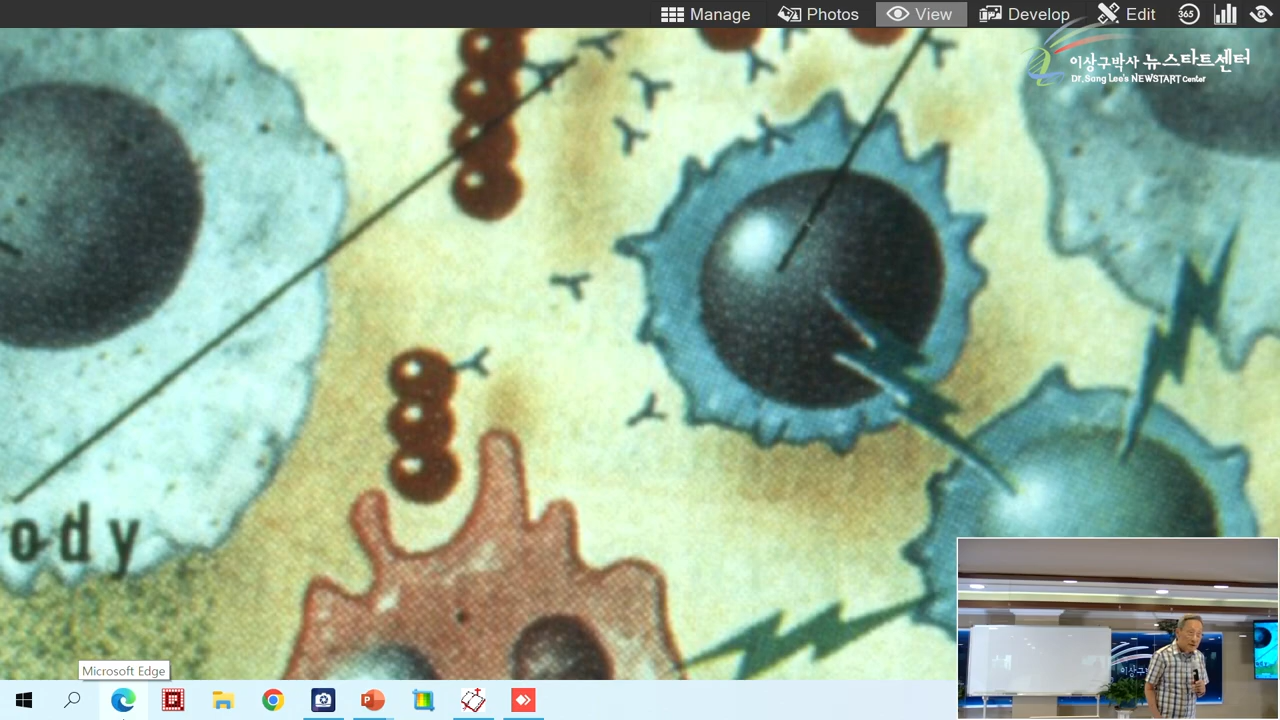 Manage Photos View Develop Edit 365
이상구박사 뉴스타트센터
Dr. Sang Lee's NEWSTART Center
ody
Microsoft Edge